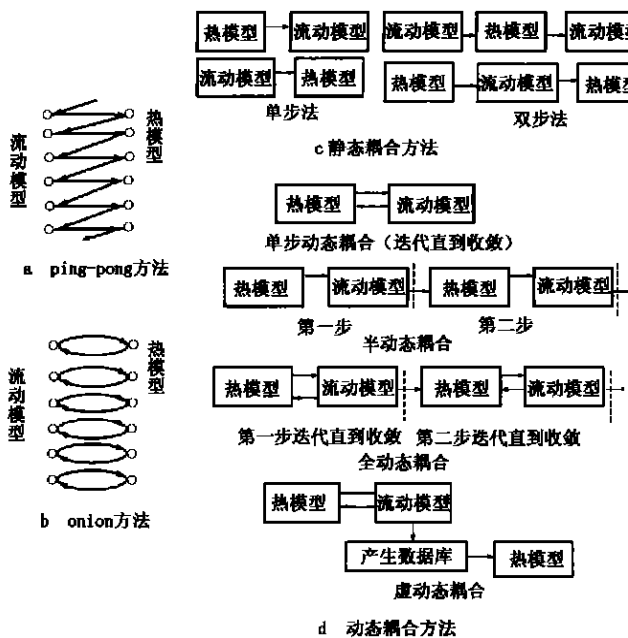 流动模型
热模型
a ping-pong方法
流动模型
热模型
b onion方法
热模型 流动模型 流动模型 热模型 流动模型
流动模型 热模型 热模型 流动模型 热模型
单步法 双步法
c 静态耦合方法
热模型 流动模型
单步动态耦合（迭代直到收敛）
热模型 流动模型 热模型 流动模型
第一步 第二步
半动态耦合
热模型 流动模型 热模型 流动模型
第一步迭代直到收敛 第二步迭代直到收敛
全动态耦合
热模型 流动模型
产生数据库 热模型
虚动态耦合
d 动态耦合方法